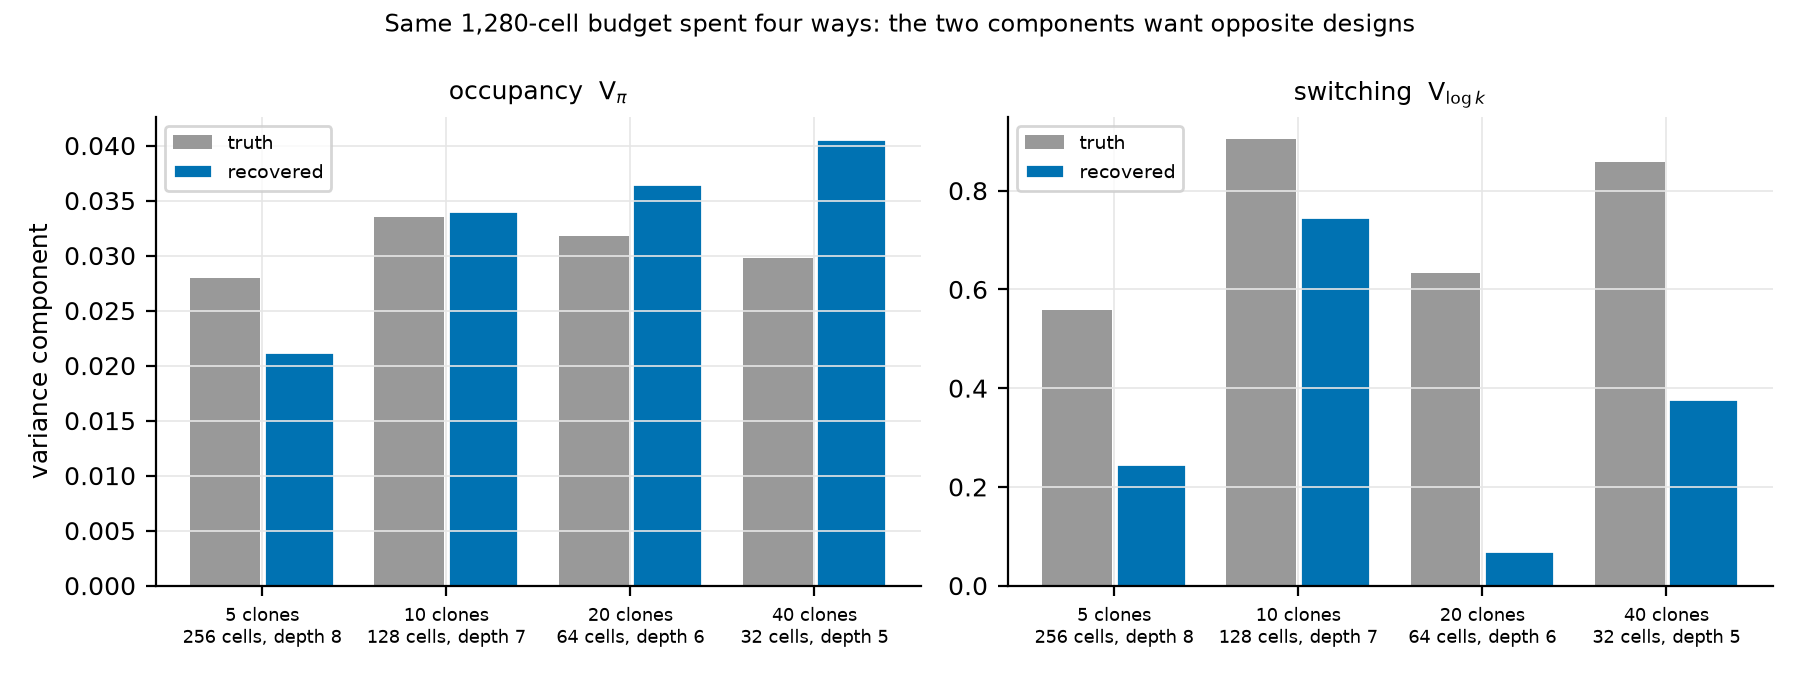 Same 1,280-cell budget spent four ways: the two components want opposite designs
occupancy Vπ
truth
recovered
variance component
0.040
0.035
0.030
0.025
0.020
0.015
0.010
0.005
0.000
5 clones
256 cells, depth 8
10 clones
128 cells, depth 7
20 clones
64 cells, depth 6
40 clones
32 cells, depth 5
switching Vlog k
truth
recovered
0.8
0.6
0.4
0.2
0.0
5 clones
256 cells, depth 8
10 clones
128 cells, depth 7
20 clones
64 cells, depth 6
40 clones
32 cells, depth 5